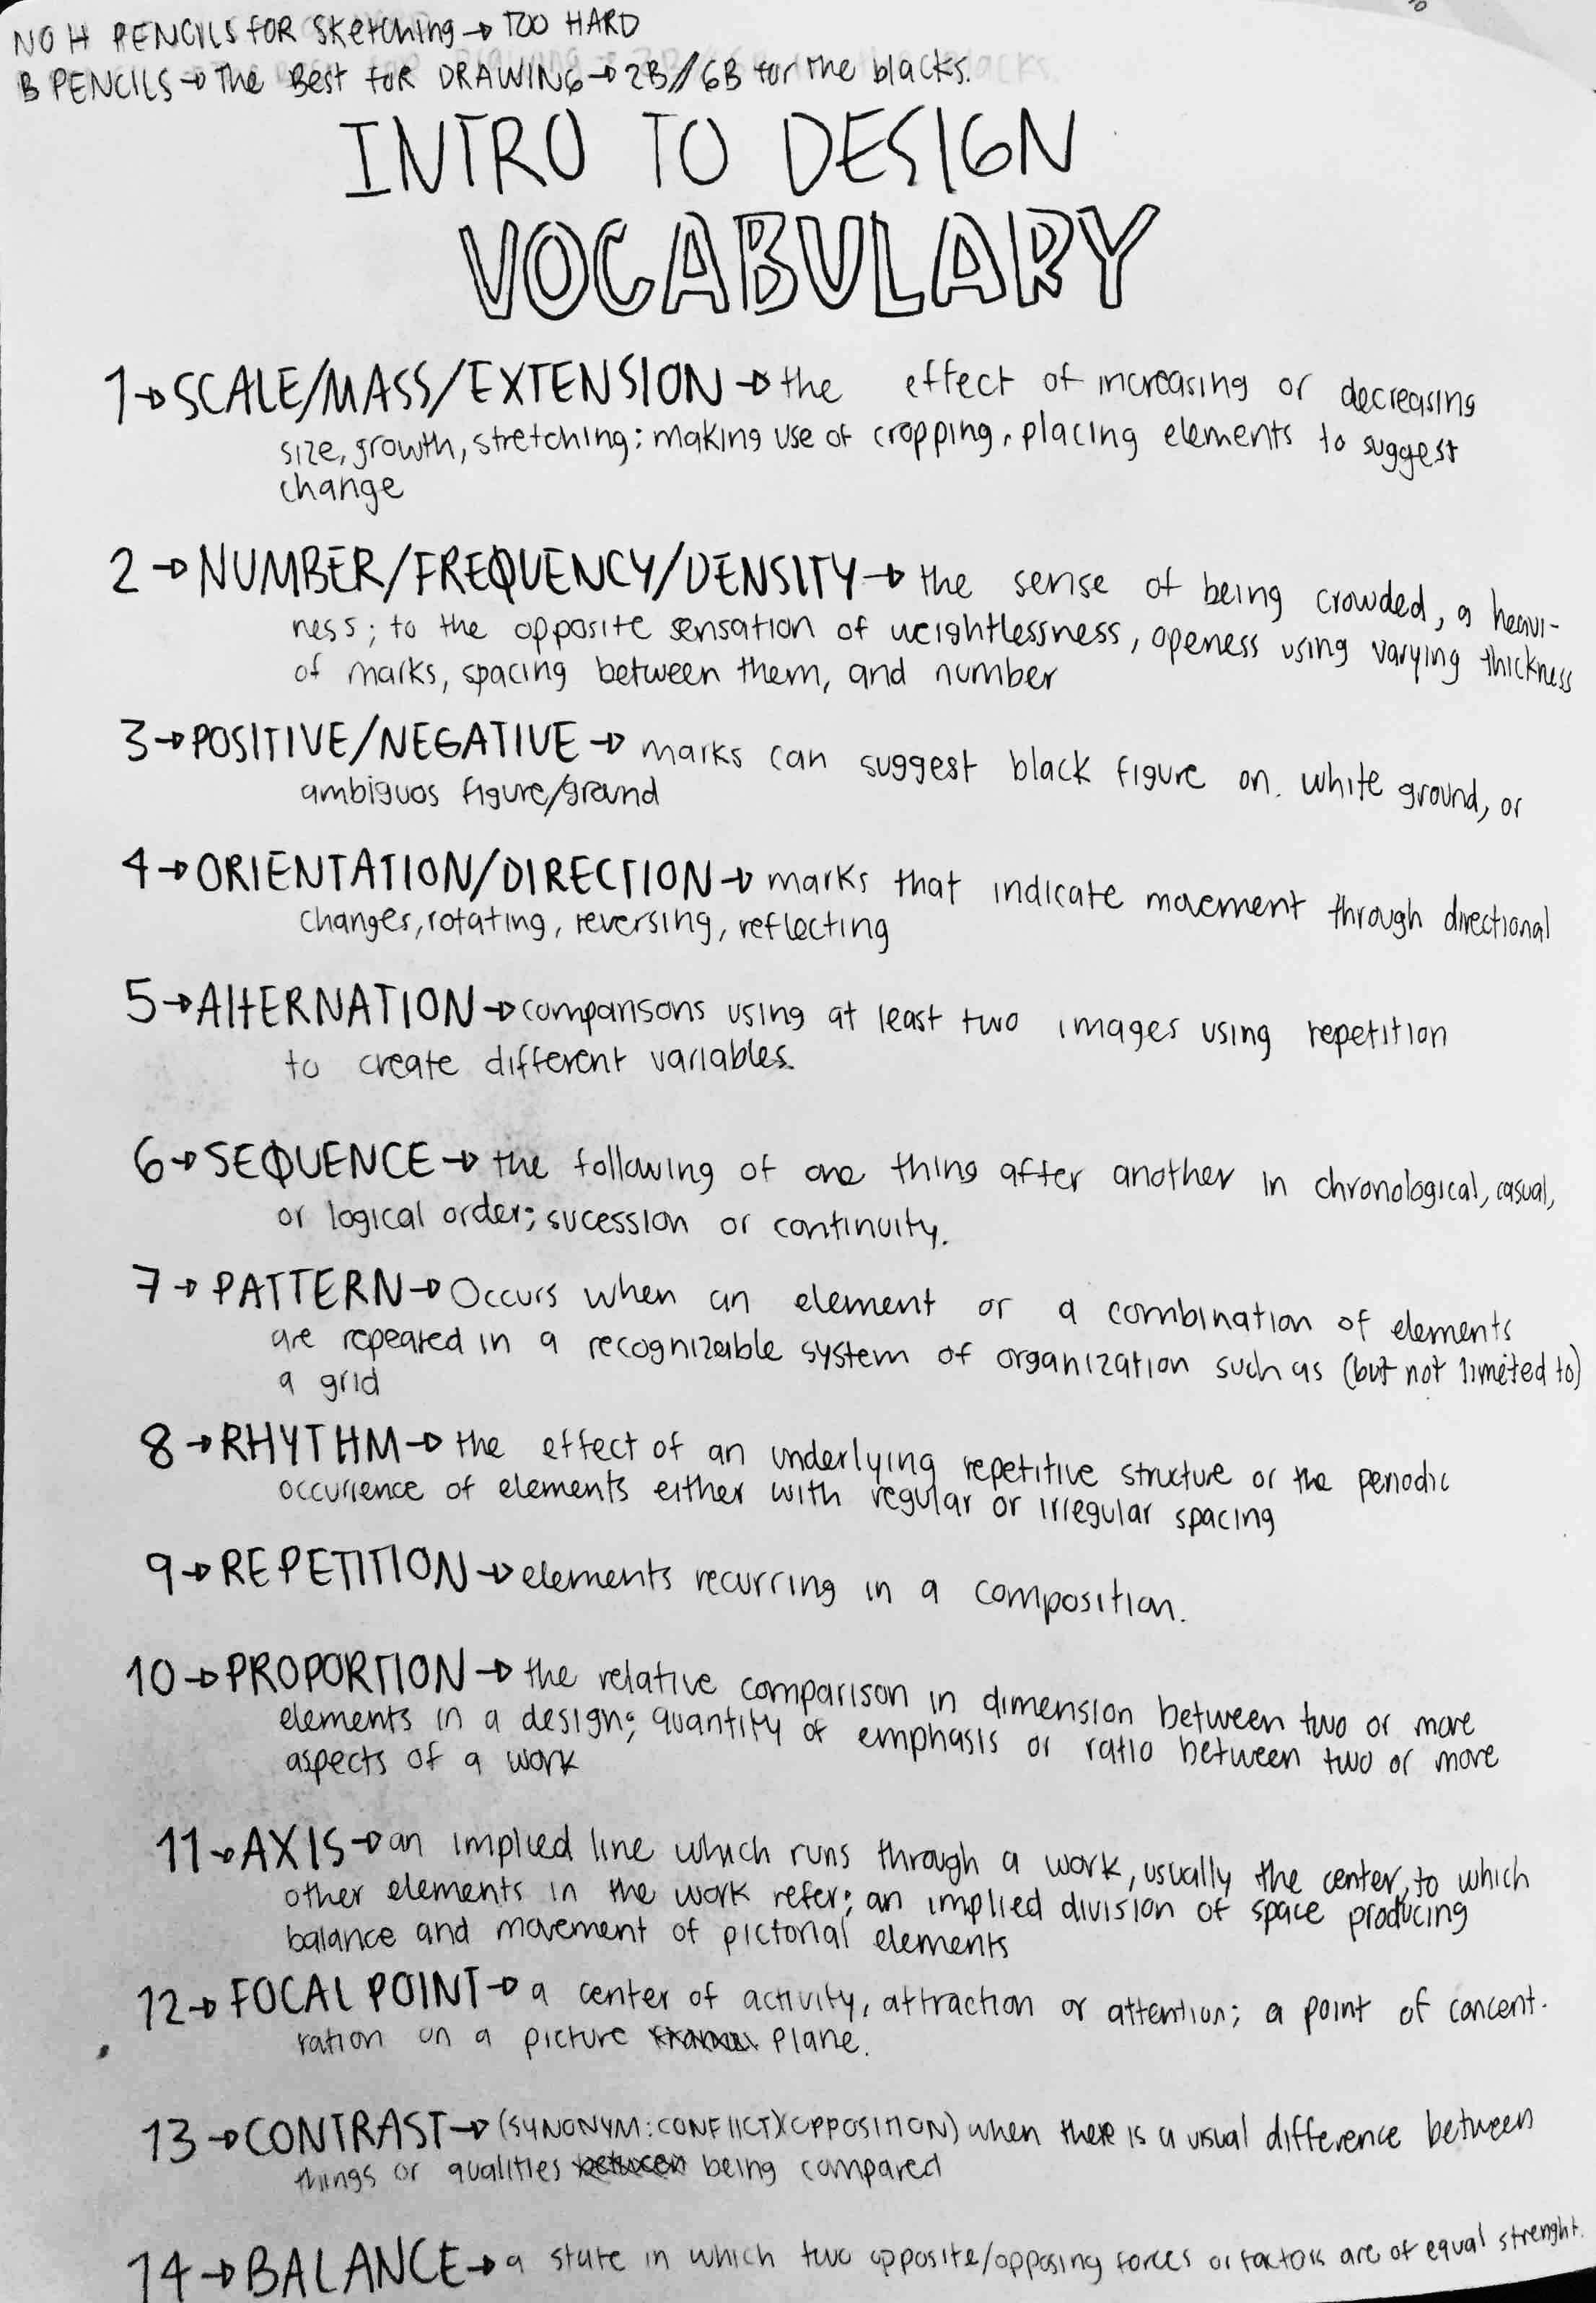 NO H PENCILS FOR Sketching → TOO HARD
B PENCILS → The Best for DRAWING → 2B//6B for the blacks.
INTRO TO DESIGN
VOCABULARY
1→ SCALE/MASS/EXTENSION → the effect of increasing or decreasing
size, growth, stretching; making use of cropping, placing elements to suggest
change
2 → NUMBER/FREQUENCY/DENSITY → the sense of being crowded, a heavi-
ness; to the opposite sensation of weightlessness, openess using varying thickness
of marks, spacing between them, and number
3 → POSITIVE/NEGATIVE → marks can suggest black figure on. white ground, or
ambiguos figure/ground
4 → ORIENTATION/DIRECTION → marks that indicate movement through directional
changes, rotating, reversing, reflecting
5 → AltERNATION → comparisons using at least two images using repetition
to create different variables.
6 → SEQUENCE → the following of one thing after another in chronological, casual,
or logical order; sucession or continuity.
7 → PATTERN → Occurs when an element or a combination of elements
are repeated in a recognizable system of organization such as (but not limited to)
a grid
8 → RHYTHM → the effect of an underlying repetitive structure or the periodic
occurrence of elements either with regular or irregular spacing
9 → REPETITION → elements recurring in a composition.
10 → PROPORTION → the relative comparison in dimension between two or more
elements in a design; quantity of emphasis or ratio between two or more
aspects of a work
11 → AXIS → an implied line which runs through a work, usually the center, to which
other elements in the work refer; an implied division of space producing
balance and movement of pictorial elements
12 → FOCAL POINT → a center of activity, attraction or attention; a point of concent-
ration on a picture plane.
13 → CONTRAST → (SYNONYM: CONFLICT)(OPPOSITION) when there is a visual difference between
things or qualities between being compared
14 → BALANCE → a state in which two opposite/opposing forces or factors are of equal strenght.